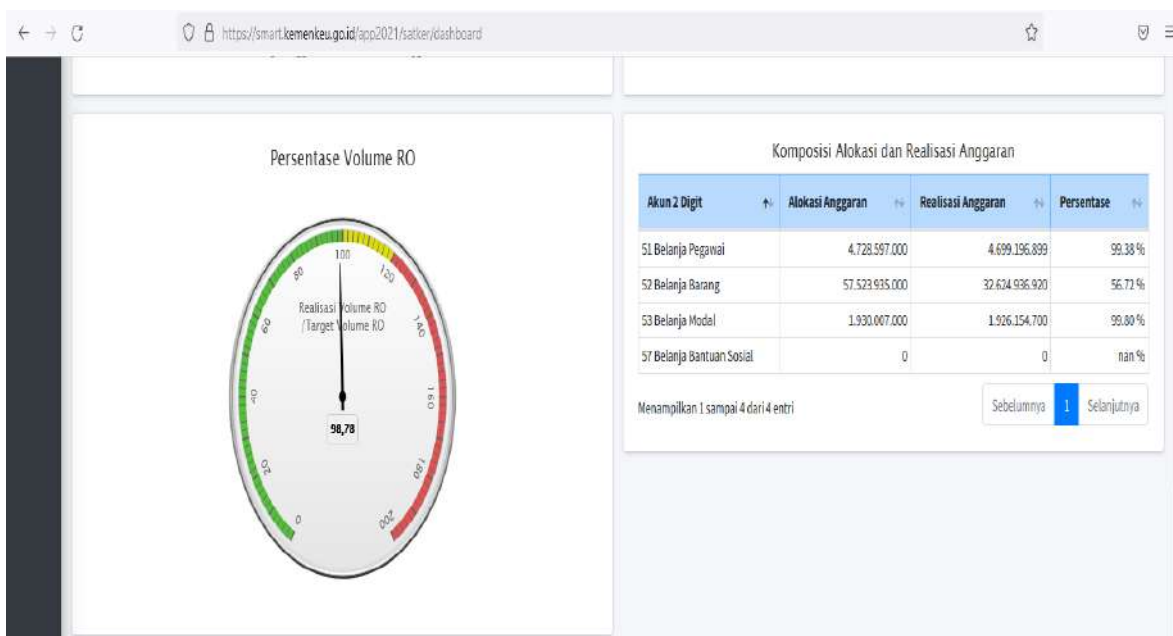 https://smart.kemenkeu.go.id/app2021/satker/dashboard
Persentase Volume RO
0
20
40
60
80
100
120
140
160
180
200
Realisasi Volume RO
/Target Volume RO
98,78
Komposisi Alokasi dan Realisasi Anggaran
Akun 2 Digit Alokasi Anggaran Realisasi Anggaran Persentase
51 Belanja Pegawai 4.728.597.000 4.699.196.899 99.38 %
52 Belanja Barang 57.523.935.000 32.624.936.920 56.72 %
53 Belanja Modal 1.930.007.000 1.926.154.700 99.80 %
57 Belanja Bantuan Sosial 0 0 nan %
Menampilkan 1 sampai 4 dari 4 entri
Sebelumnya 1 Selanjutnya